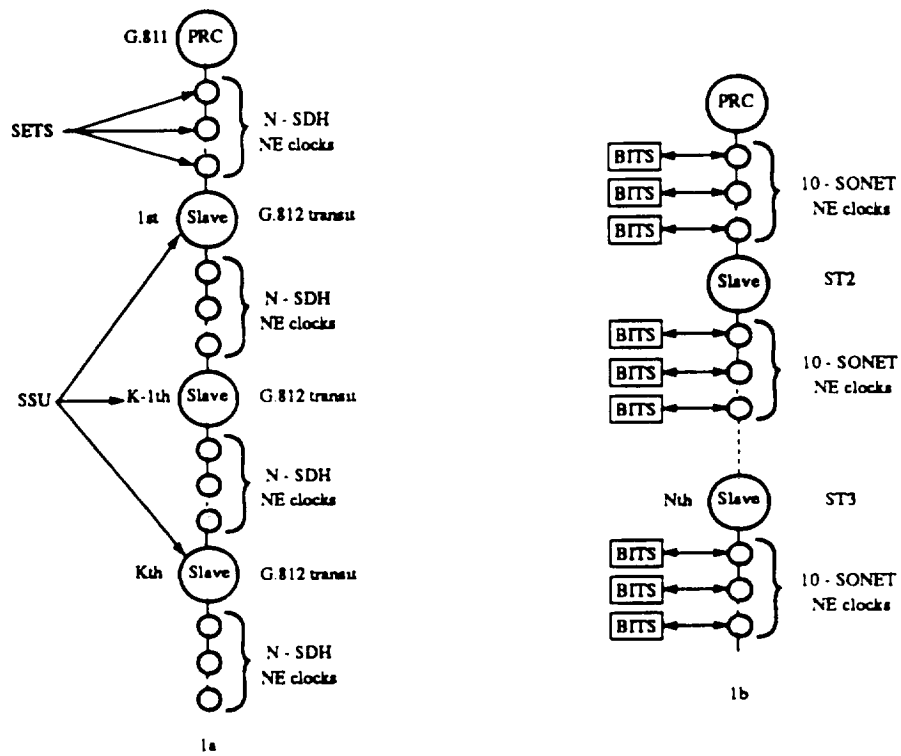 G.811 PRC
SETS
N - SDH
NE clocks
1st Slave G.812 transit
N - SDH
NE clocks
SSU
K-1th Slave G.812 transit
N - SDH
NE clocks
Kth Slave G.812 transit
N - SDH
NE clocks
1a
PRC
BITS
BITS
BITS
10 - SONET
NE clocks
Slave ST2
BITS
BITS
BITS
10 - SONET
NE clocks
Nth Slave ST3
BITS
BITS
BITS
10 - SONET
NE clocks
1b